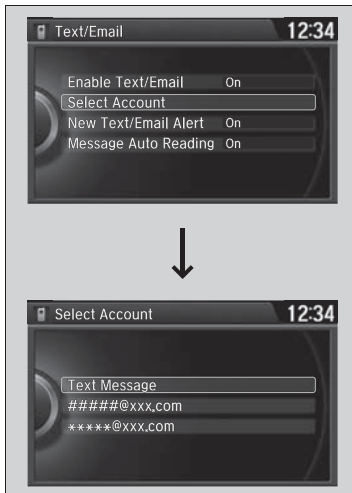 Text/Email 12:34
Enable Text/Email On
Select Account
New Text/Email Alert On
Message Auto Reading On
Select Account 12:34
Text Message
#####@xxx.com
*****@xxx.com